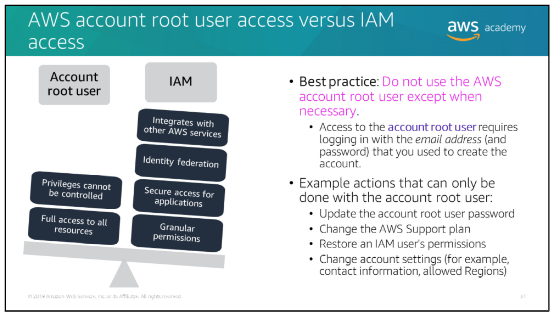 AWS account root user access versus IAM
access
aws academy
Account
root user
IAM
Integrates with
other AWS services
Identity federation
Privileges cannot
be controlled
Secure access for
applications
Full access to all
resources
Granular
permissions
• Best practice: Do not use the AWS
account root user except when
necessary.
• Access to the account root user requires
logging in with the email address (and
password) that you used to create the
account.
• Example actions that can only be
done with the account root user:
• Update the account root user password
• Change the AWS Support plan
• Restore an IAM user's permissions
• Change account settings (for example,
contact information, allowed Regions)
© 2019 Amazon Web Services, Inc. or its Affiliates. All rights reserved.